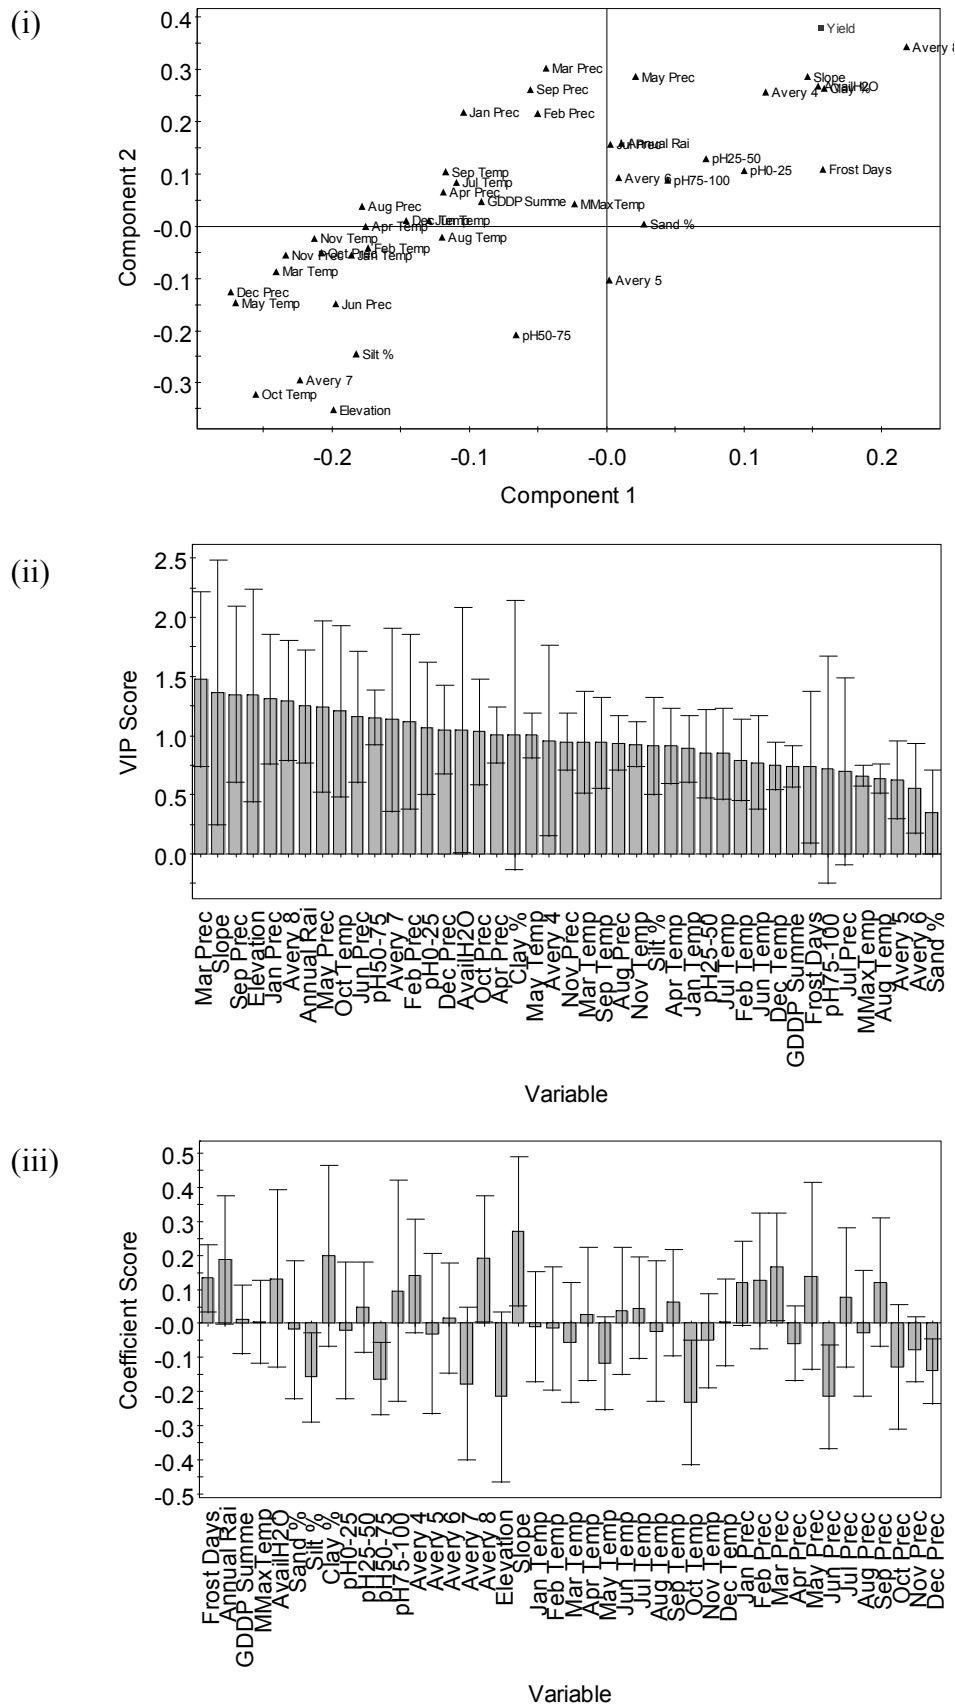 (i)
0.4
0.3
0.2
0.1
-0.0
-0.1
-0.2
-0.3
Component 2
Yield
Avery 8
Mar Prec
May Prec
Slope
Sep Prec
Avery 4
AvailH2O
Clay %
Jan Prec
Feb Prec
Jul Prec
Annual Rai
pH25-50
Sep Temp
pH0-25
Frost Days
Jul Temp
Avery 6
pH75-100
Apr Prec
GDDP Summe
MMaxTemp
Aug Prec
Dec Temp
Jun Temp
Sand %
Apr Temp
Nov Temp
Aug Temp
Feb Temp
Nov Prec
Oct Prec
Jan Temp
Mar Temp
Avery 5
Dec Prec
May Temp
Jun Prec
pH50-75
Silt %
Avery 7
Oct Temp
Elevation
-0.2 -0.1 -0.0 0.1 0.2
Component 1
(ii)
2.5
2.0
1.5
1.0
0.5
0.0
VIP Score
Mar Prec
Slope
Sep Prec
Elevation
Jan Prec
Avery 8
Annual Rai
May Prec
Oct Temp
Jun Prec
pH50-75
Avery 7
Feb Prec
pH0-25
Dec Prec
AvailH2O
Oct Prec
Apr Prec
Clay %
May Temp
Avery 4
Nov Prec
Mar Temp
Sep Temp
Aug Prec
Nov Temp
Silt %
Apr Temp
Jan Temp
pH25-50
Jul Temp
Feb Temp
Jun Temp
Dec Temp
GDDP Summe
Frost Days
pH75-100
Jul Prec
MMaxTemp
Aug Temp
Avery 5
Avery 6
Sand %
Variable
(iii)
0.5
0.4
0.3
0.2
0.1
-0.0
-0.1
-0.2
-0.3
-0.4
-0.5
Coefficient Score
Frost Days
Annual Rai
GDDP Summe
MMaxTemp
AvailH2O
Sand %
Silt %
Clay %
pH0-25
pH25-50
pH50-75
pH75-100
Avery 4
Avery 5
Avery 6
Avery 7
Avery 8
Elevation
Slope
Jan Temp
Feb Temp
Mar Temp
Apr Temp
May Temp
Jun Temp
Jul Temp
Aug Temp
Sep Temp
Oct Temp
Nov Temp
Dec Temp
Jan Prec
Feb Prec
Mar Prec
Apr Prec
May Prec
Jun Prec
Jul Prec
Aug Prec
Sep Prec
Oct Prec
Nov Prec
Dec Prec
Variable